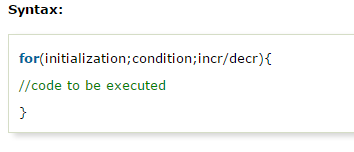 Syntax:
for(initialization;condition;incr/decr){
//code to be executed
}